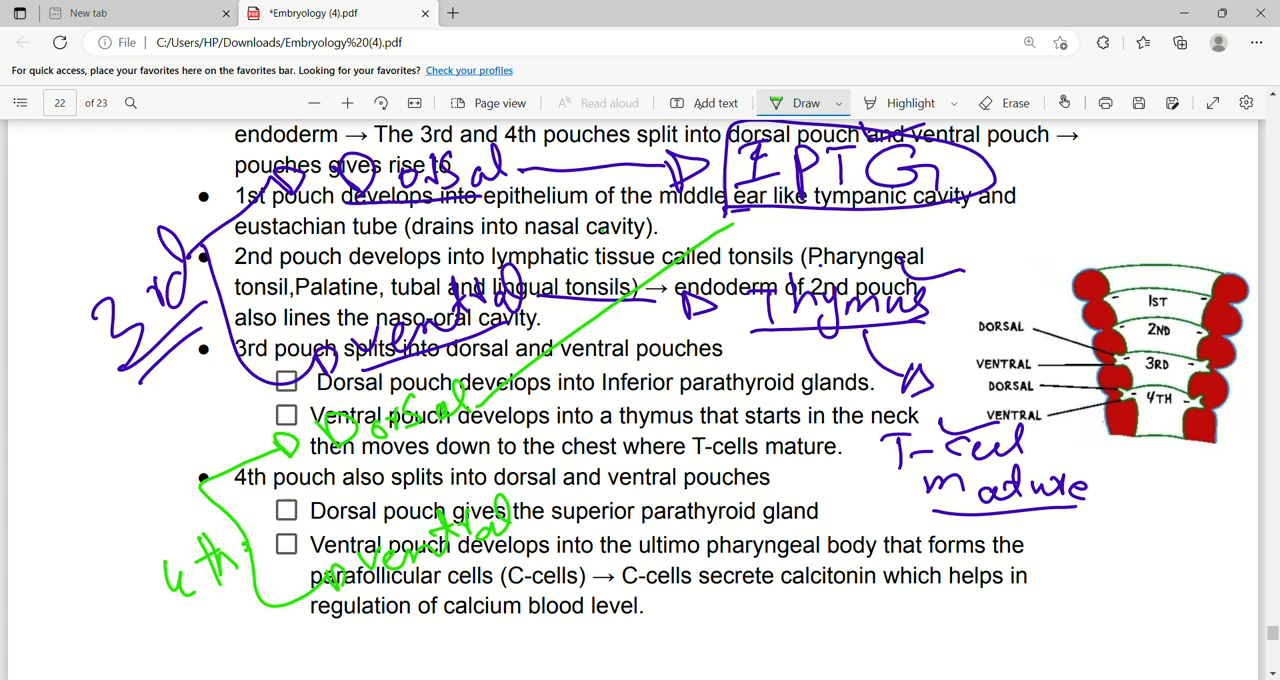 New tab
*Embryology (4).pdf
File
C:/Users/HP/Downloads/Embryology%20(4).pdf
For quick access, place your favorites here on the favorites bar. Looking for your favorites? Check your profiles
22 of 23
Page view
Read aloud
Add text
Draw
Highlight
Erase
endoderm → The 3rd and 4th pouches split into dorsal pouch and ventral pouch →
pouches gives rise to
• 1st pouch develops into epithelium of the middle ear like tympanic cavity and
eustachian tube (drains into nasal cavity).
• 2nd pouch develops into lymphatic tissue called tonsils (Pharyngeal
tonsil,Palatine, tubal and lingual tonsils) → endoderm of 2nd pouch
also lines the naso-oral cavity.
• 3rd pouch splits into dorsal and ventral pouches
Dorsal pouch develops into Inferior parathyroid glands.
Ventral pouch develops into a thymus that starts in the neck
then moves down to the chest where T-cells mature.
• 4th pouch also splits into dorsal and ventral pouches
Dorsal pouch gives the superior parathyroid gland
Ventral pouch develops into the ultimo pharyngeal body that forms the
parafollicular cells (C-cells) → C-cells secrete calcitonin which helps in
regulation of calcium blood level.
3rd
Dorsal
IPTG
ventral
Thymus
T-cell
mature
4th
Dorsal
ventral
1ST
2ND
3RD
4TH
DORSAL
VENTRAL
DORSAL
VENTRAL